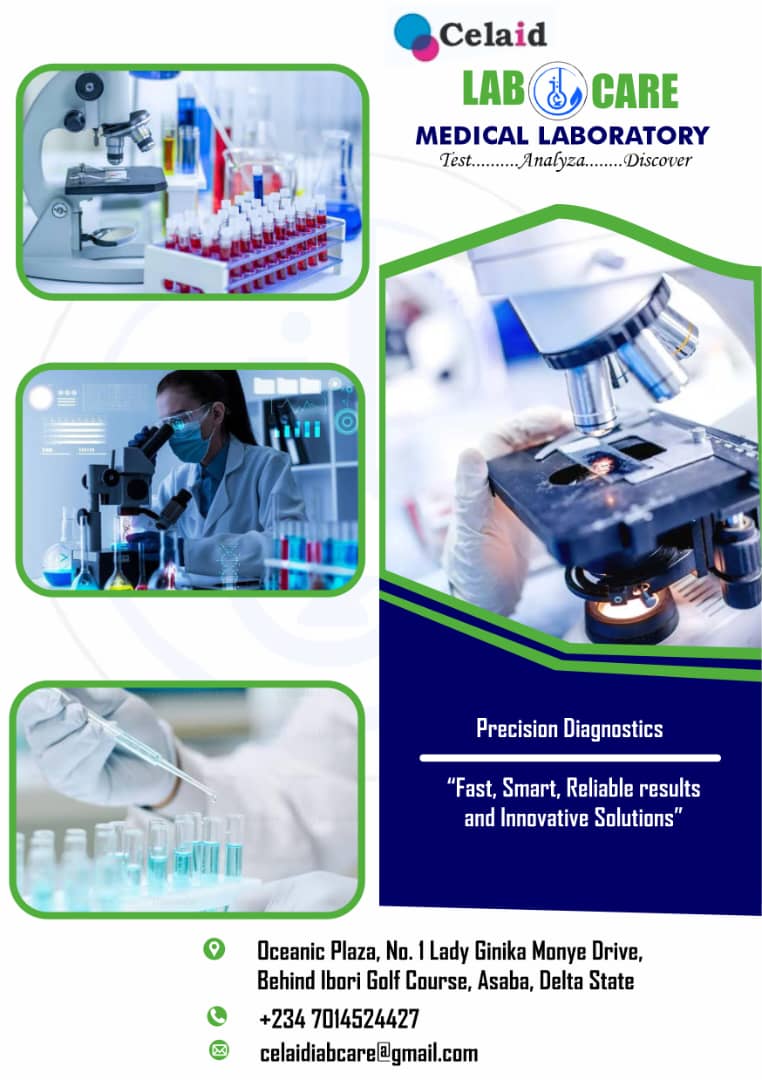 Celaid
LAB CARE
MEDICAL LABORATORY
Test..........Analyza........Discover
Precision Diagnostics
“Fast, Smart, Reliable results
and Innovative Solutions”
Oceanic Plaza, No. 1 Lady Ginika Monye Drive,
Behind Ibori Golf Course, Asaba, Delta State
+234 7014524427
celaidiabcare@gmail.com